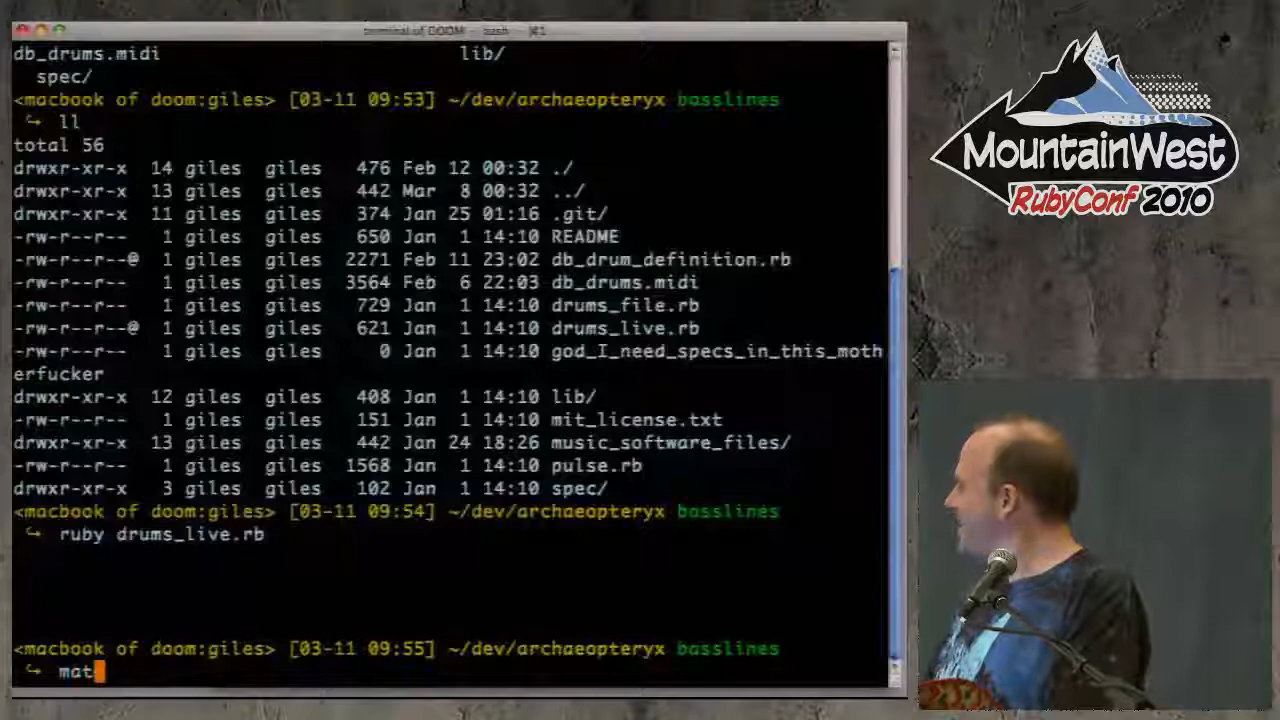 terminal of DOOM — bash — ⌘1
db_drums.midi lib/
spec/
<macbook of doom:giles> [03-11 09:53] ~/dev/archaeopteryx basslines
↪ ll
total 56
drwxr-xr-x 14 giles giles 476 Feb 12 00:32 ./
drwxr-xr-x 13 giles giles 442 Mar 8 00:32 ../
drwxr-xr-x 11 giles giles 374 Jan 25 01:16 .git/
-rw-r--r-- 1 giles giles 650 Jan 1 14:10 README
-rw-r--r--@ 1 giles giles 2271 Feb 11 23:02 db_drum_definition.rb
-rw-r--r-- 1 giles giles 3564 Feb 6 22:03 db_drums.midi
-rw-r--r-- 1 giles giles 729 Jan 1 14:10 drums_file.rb
-rw-r--r--@ 1 giles giles 621 Jan 1 14:10 drums_live.rb
-rw-r--r-- 1 giles giles 0 Jan 1 14:10 god_I_need_specs_in_this_moth
erfucker
drwxr-xr-x 12 giles giles 408 Jan 1 14:10 lib/
-rw-r--r-- 1 giles giles 151 Jan 1 14:10 mit_license.txt
drwxr-xr-x 13 giles giles 442 Jan 24 18:26 music_software_files/
-rw-r--r-- 1 giles giles 1568 Jan 1 14:10 pulse.rb
drwxr-xr-x 3 giles giles 102 Jan 1 14:10 spec/
<macbook of doom:giles> [03-11 09:54] ~/dev/archaeopteryx basslines
↪ ruby drums_live.rb
<macbook of doom:giles> [03-11 09:55] ~/dev/archaeopteryx basslines
↪ mat
MountainWest
RubyConf 2010